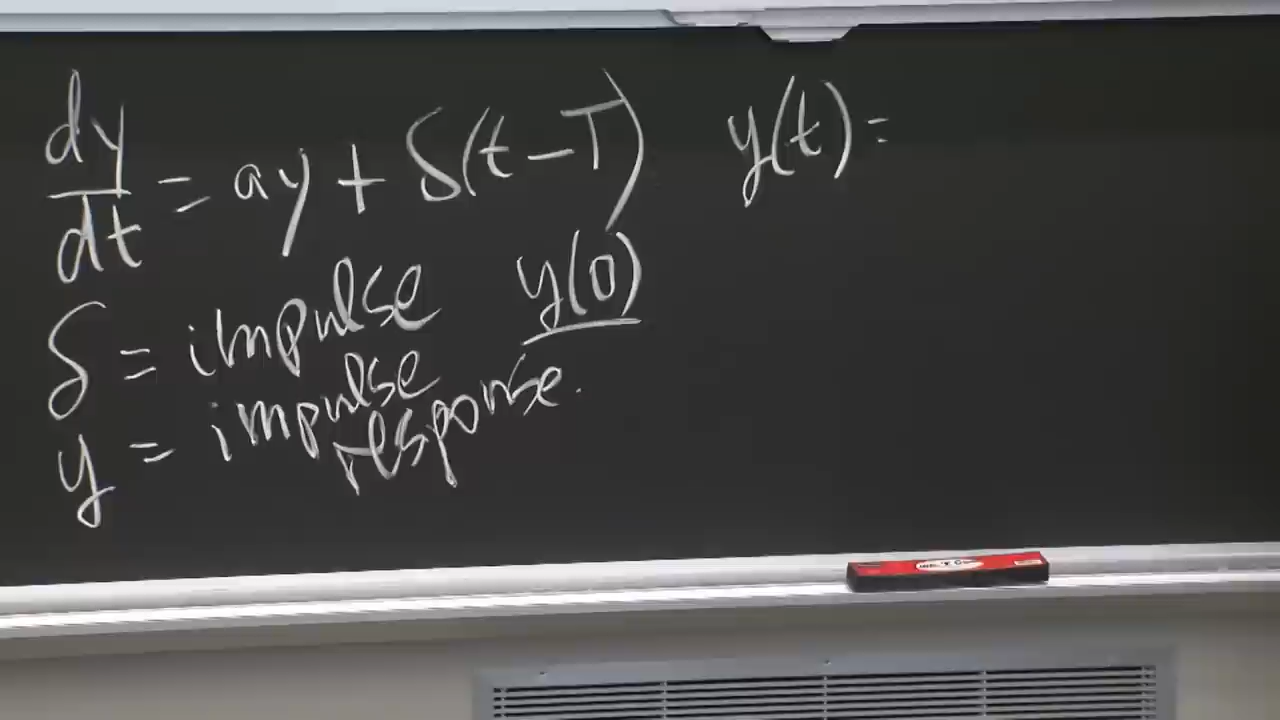 dy/dt = ay + δ(t-T) y(t) =
δ = impulse y(0)
y = impulse
response.